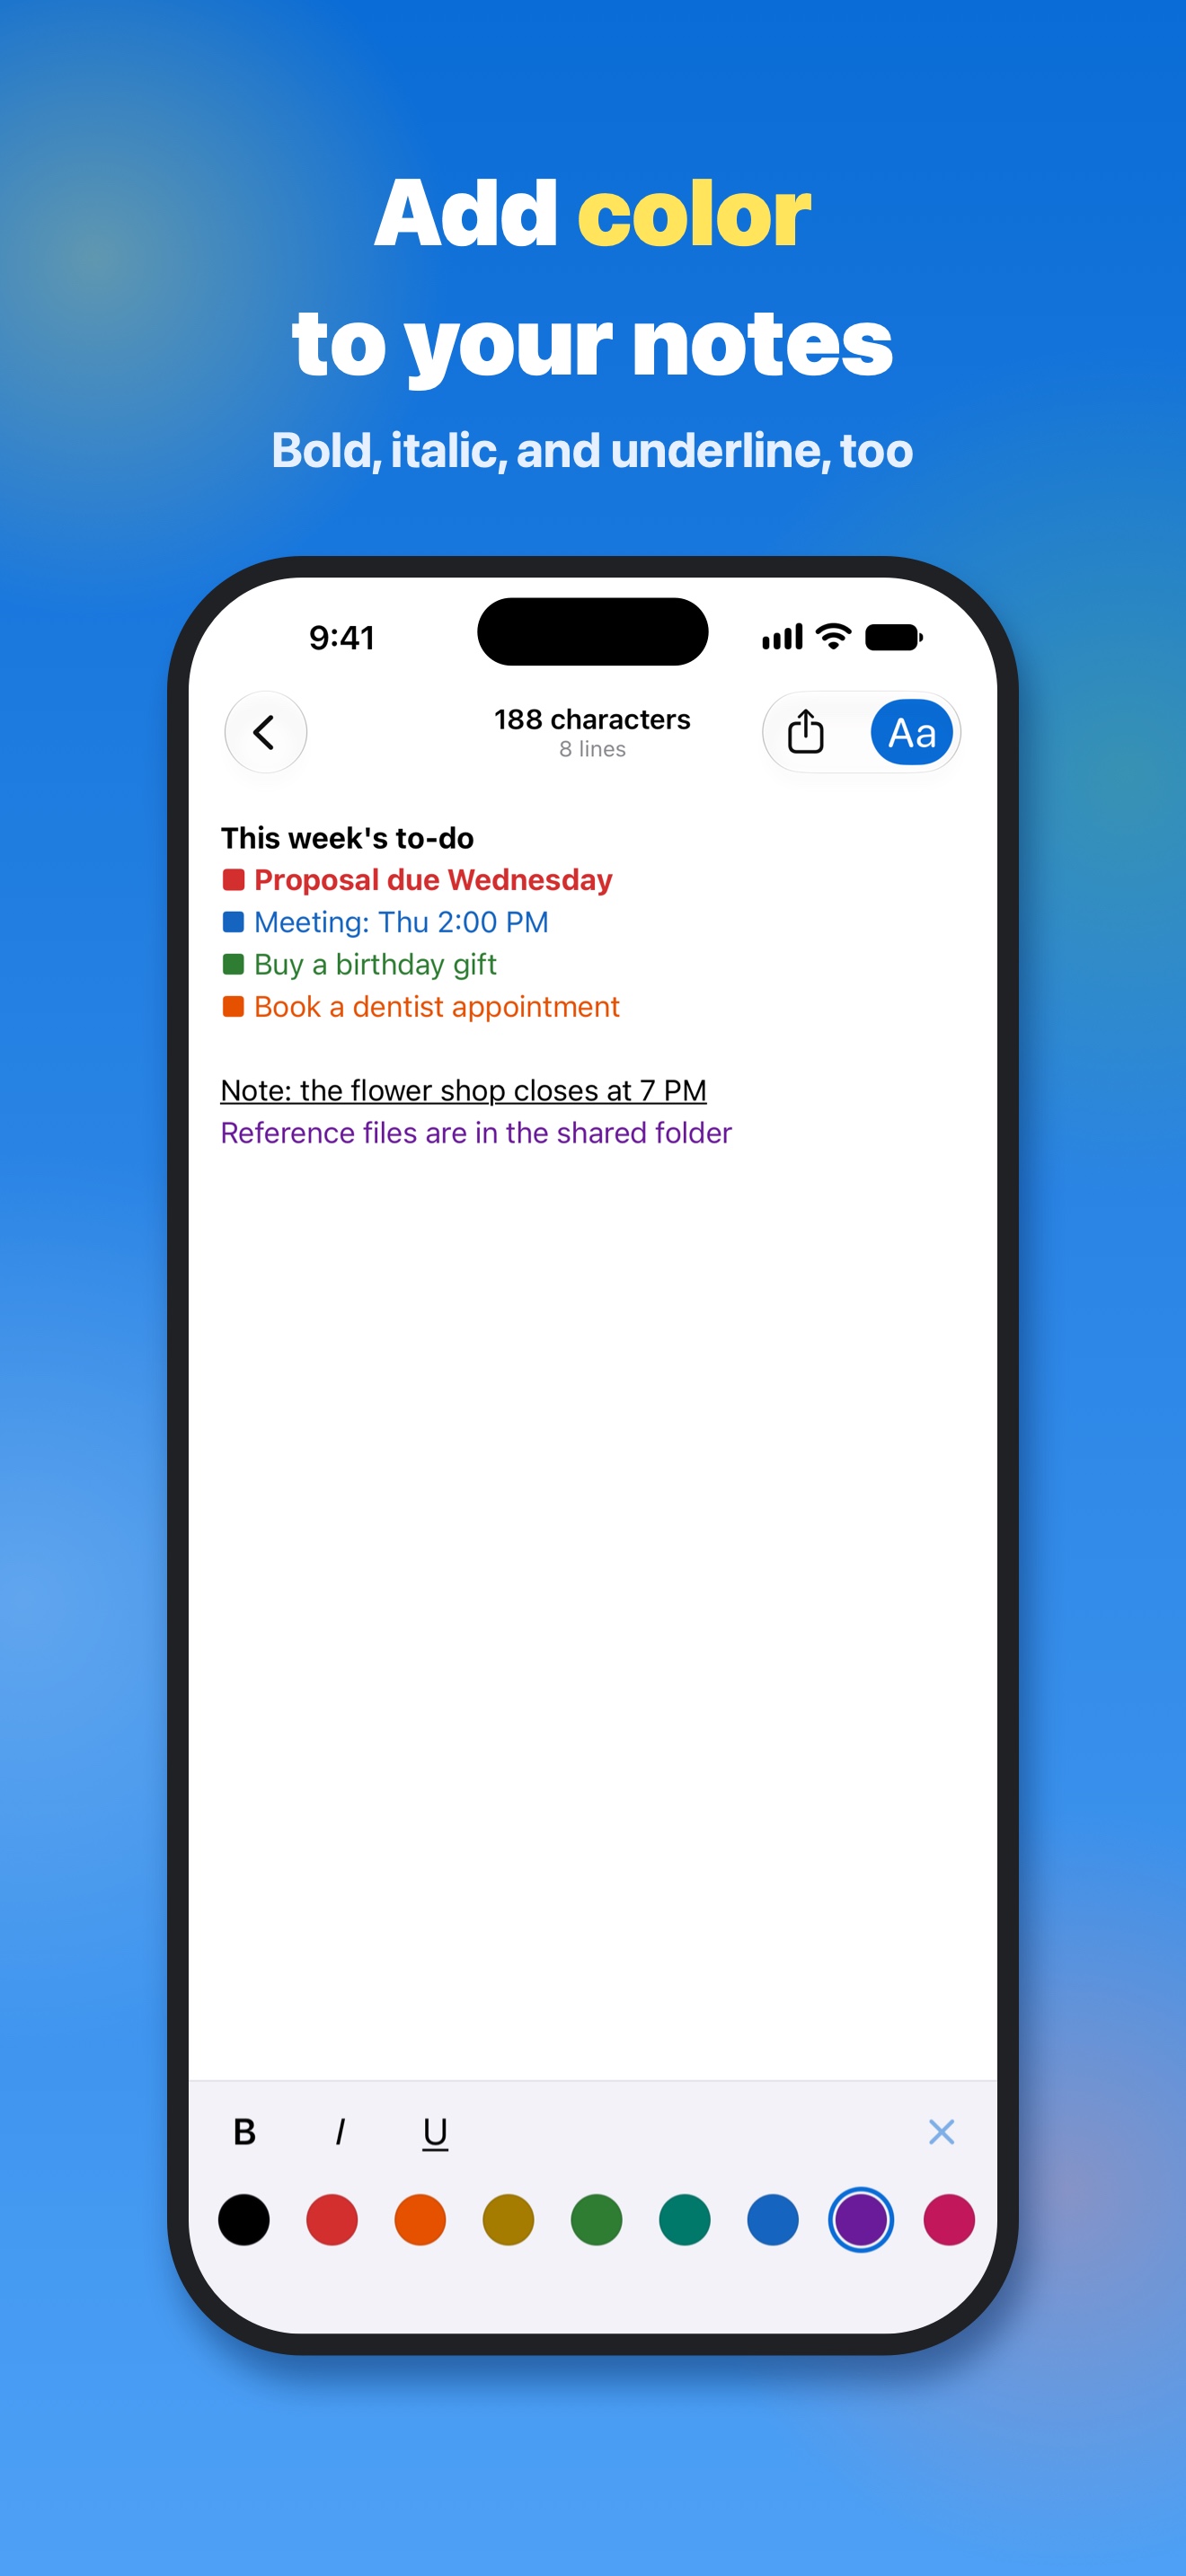 Add color
to your notes
Bold, italic, and underline, too
9:41
188 characters
8 lines
Aa
This week's to-do
Proposal due Wednesday
Meeting: Thu 2:00 PM
Buy a birthday gift
Book a dentist appointment
Note: the flower shop closes at 7 PM
Reference files are in the shared folder
B I U